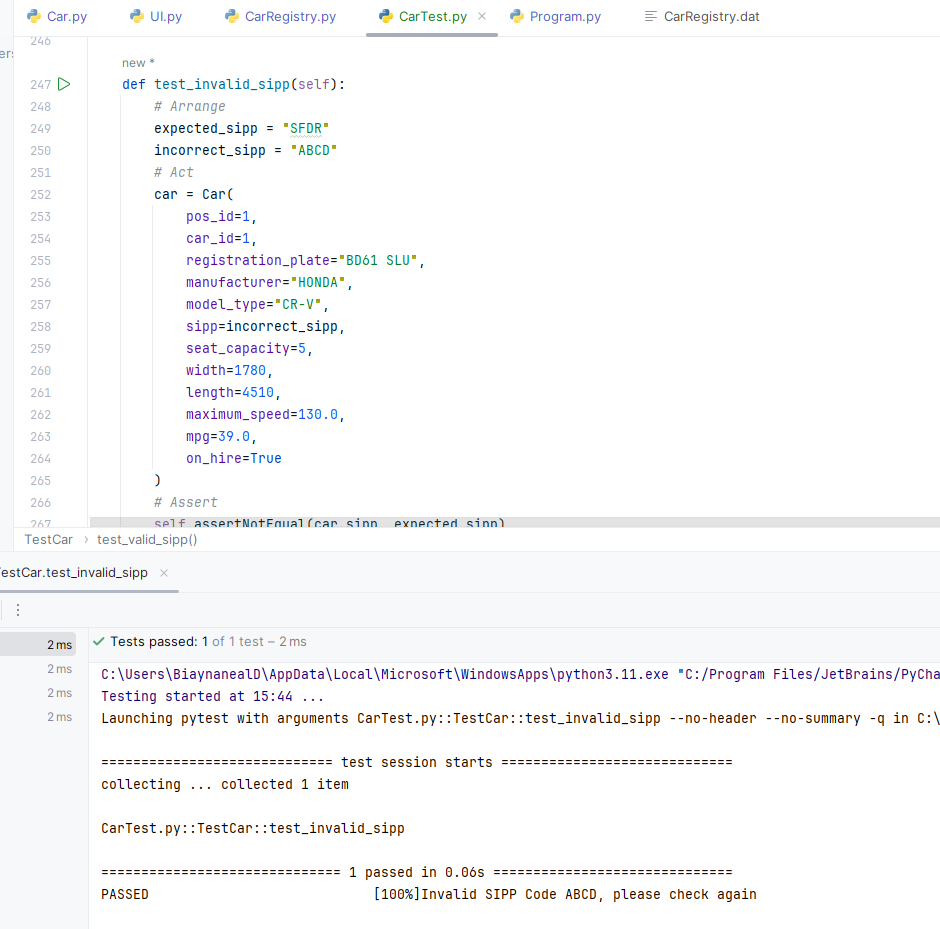 Car.py UI.py CarRegistry.py CarTest.py Program.py CarRegistry.dat
246
new *
247 def test_invalid_sipp(self):
248 # Arrange
249 expected_sipp = "SFDR"
250 incorrect_sipp = "ABCD"
251 # Act
252 car = Car(
253 pos_id=1,
254 car_id=1,
255 registration_plate="BD61 SLU",
256 manufacturer="HONDA",
257 model_type="CR-V",
258 sipp=incorrect_sipp,
259 seat_capacity=5,
260 width=1780,
261 length=4510,
262 maximum_speed=130.0,
263 mpg=39.0,
264 on_hire=True
265 )
266 # Assert
267 self.assertNotEqual(car.sipp, expected_sipp)
TestCar › test_valid_sipp()
TestCar.test_invalid_sipp
2 ms Tests passed: 1 of 1 test – 2 ms
2 ms C:\Users\BiaynanealD\AppData\Local\Microsoft\WindowsApps\python3.11.exe "C:/Program Files/JetBrains/PyCha
2 ms Testing started at 15:44 ...
2 ms Launching pytest with arguments CarTest.py::TestCar::test_invalid_sipp --no-header --no-summary -q in C:\
============================= test session starts =============================
collecting ... collected 1 item
CarTest.py::TestCar::test_invalid_sipp
============================== 1 passed in 0.06s ==============================
PASSED [100%]Invalid SIPP Code ABCD, please check again